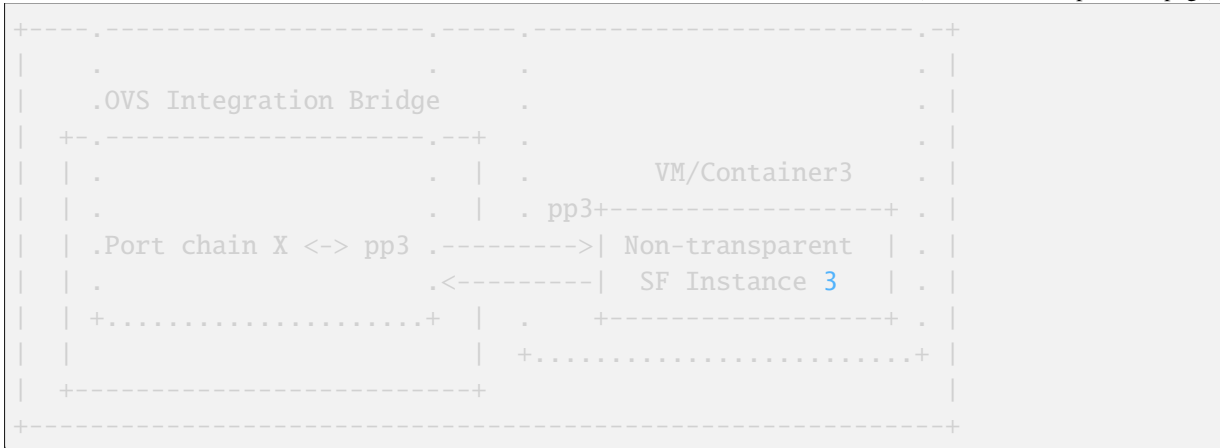 +----.---------------------.-----.-------------------------.-+
|    .                     .     .                         . |
|    .OVS Integration Bridge     .                         . |
|  +-.---------------------.--+  .                         . |
|  | .                     .  |  .        VM/Container3    . |
|  | .                     .  |  . pp3+------------------+ . |
|  | .Port chain X <-> pp3 .--------->| Non-transparent  | . |
|  | .                     .<---------|  SF Instance 3   | . |
|  | +.....................+  |  .    +------------------+ . |
|  |                          |  +.........................+ |
|  +--------------------------+                              |
+------------------------------------------------------------+